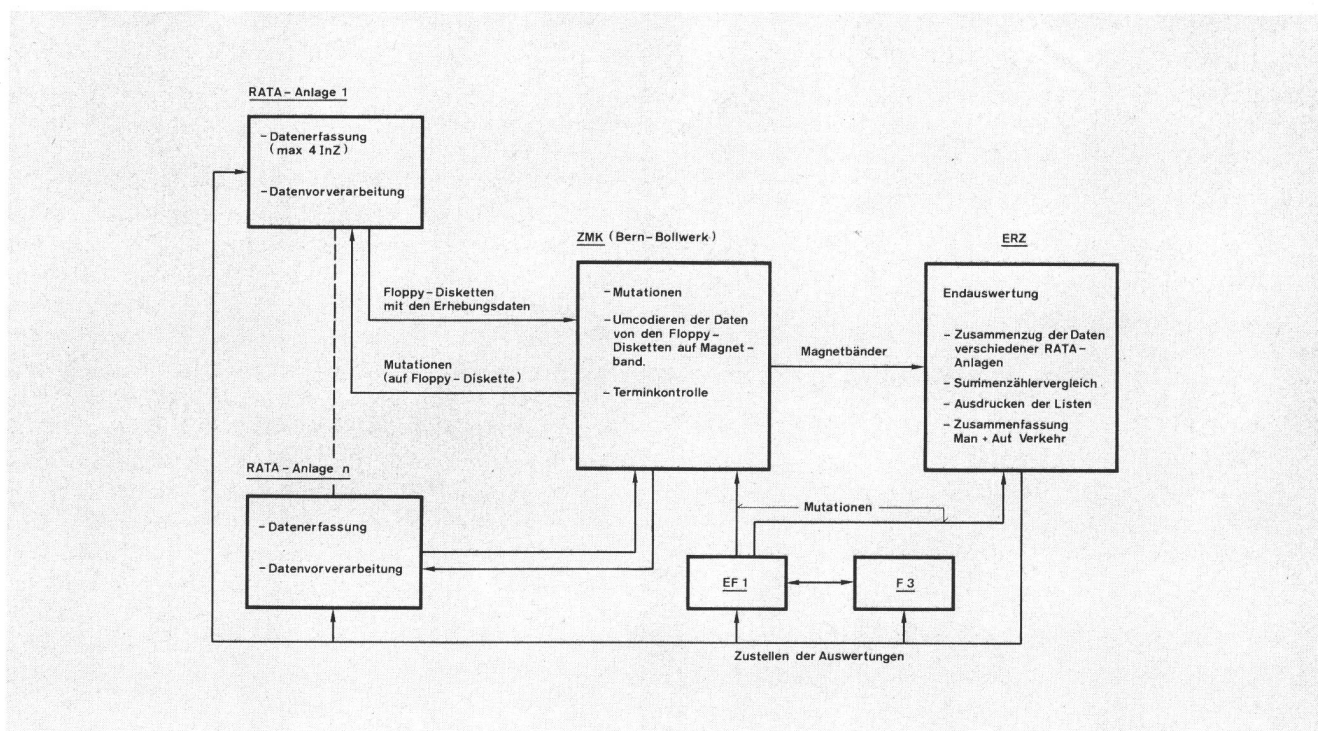 RATA-Anlage 1
- Datenerfassung
(max 4 InZ)
- Datenvorverarbeitung
Floppy-Disketten
mit den Erhebungsdaten
Mutationen
(auf Floppy-Diskette)
RATA-Anlage n
- Datenerfassung
- Datenvorverarbeitung
ZMK (Bern-Bollwerk)
- Mutationen
- Umcodieren der Daten
von den Floppy-
Disketten auf Magnet-
band.
- Terminkontrolle
Magnetbänder
ERZ
Endauswertung
- Zusammenzug der Daten
verschiedener RATA-
Anlagen
- Summenzählervergleich
- Ausdrucken der Listen
- Zusammenfassung
Man + Aut Verkehr
Mutationen
EF 1
F 3
Zustellen der Auswertungen